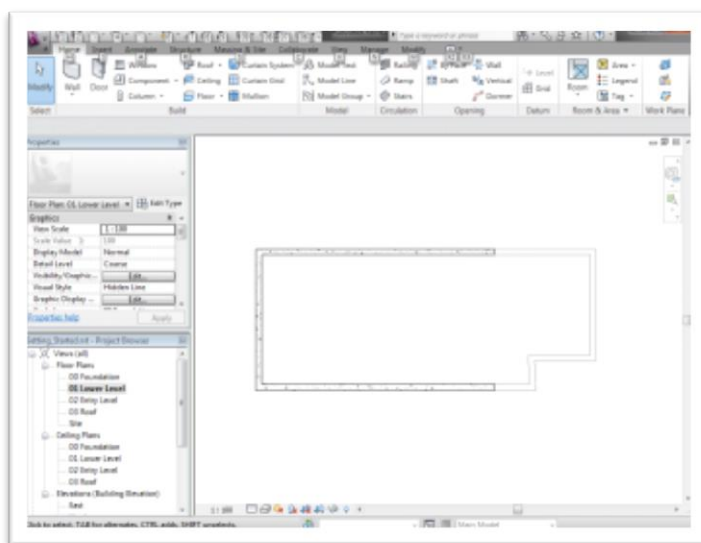 Home Insert Annotate Structure Massing & Site Collaborate View Manage Modify
Modify Wall Door Window Component Column Roof Ceiling Floor Curtain System Curtain Grid Mullion Model Text Model Line Model Group Railing Ramp Stairs Shaft Wall Vertical Dormer Level Grid Room Area Legend Tag
Select Build Model Circulation Opening Datum Room & Area Work Plane
Properties
Floor Plan: 01 Lower Level Edit Type
Graphics
View Scale 1 : 100
Scale Value 1: 100
Display Model Normal
Detail Level Coarse
Visibility/Graphic... Edit...
Visual Style Hidden Line
Graphic Display ... Edit...
Properties help Apply
Getting_Started.rvt - Project Browser
Views (all)
Floor Plans
00 Foundation
01 Lower Level
02 Entry Level
03 Roof
Site
Ceiling Plans
00 Foundation
01 Lower Level
02 Entry Level
03 Roof
Elevations (Building Elevation)
East
1 : 100
Click to select, TAB for alternates, CTRL adds, SHIFT unselects. Main Model